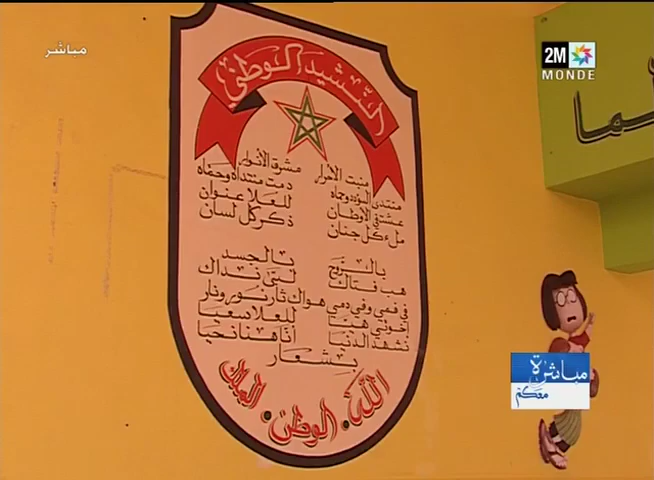 مباشر
2M
MONDE
النشيد الوطني
منبت الأحرار مشرق الأنوار
منتدى السؤدد وحماه دمت منتداه وحماه
عشت في الأوطان للعلا عنوان
ملء كل جنان ذكر كل لسان
بالروح بالجسد
هب فتاك لبى نداك
في فمي وفي دمي هواك ثار نور ونار
إخوتي هيا للعلا سعيا
نشهد الدنيا أنا هنا نحيا
بشعار
الله. الوطن. الملك
مباشرة
معكم